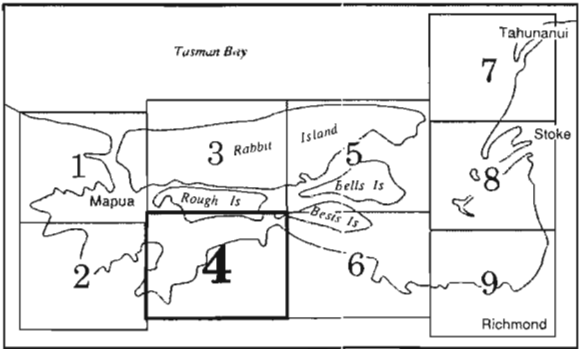 Tahunanui
Tasman Bay
7
Stoke
Island
3
Rabbit
5
1
8
Bells Is
Mapua
Rough Is
Besis Is
4
6
2
9
Richmond